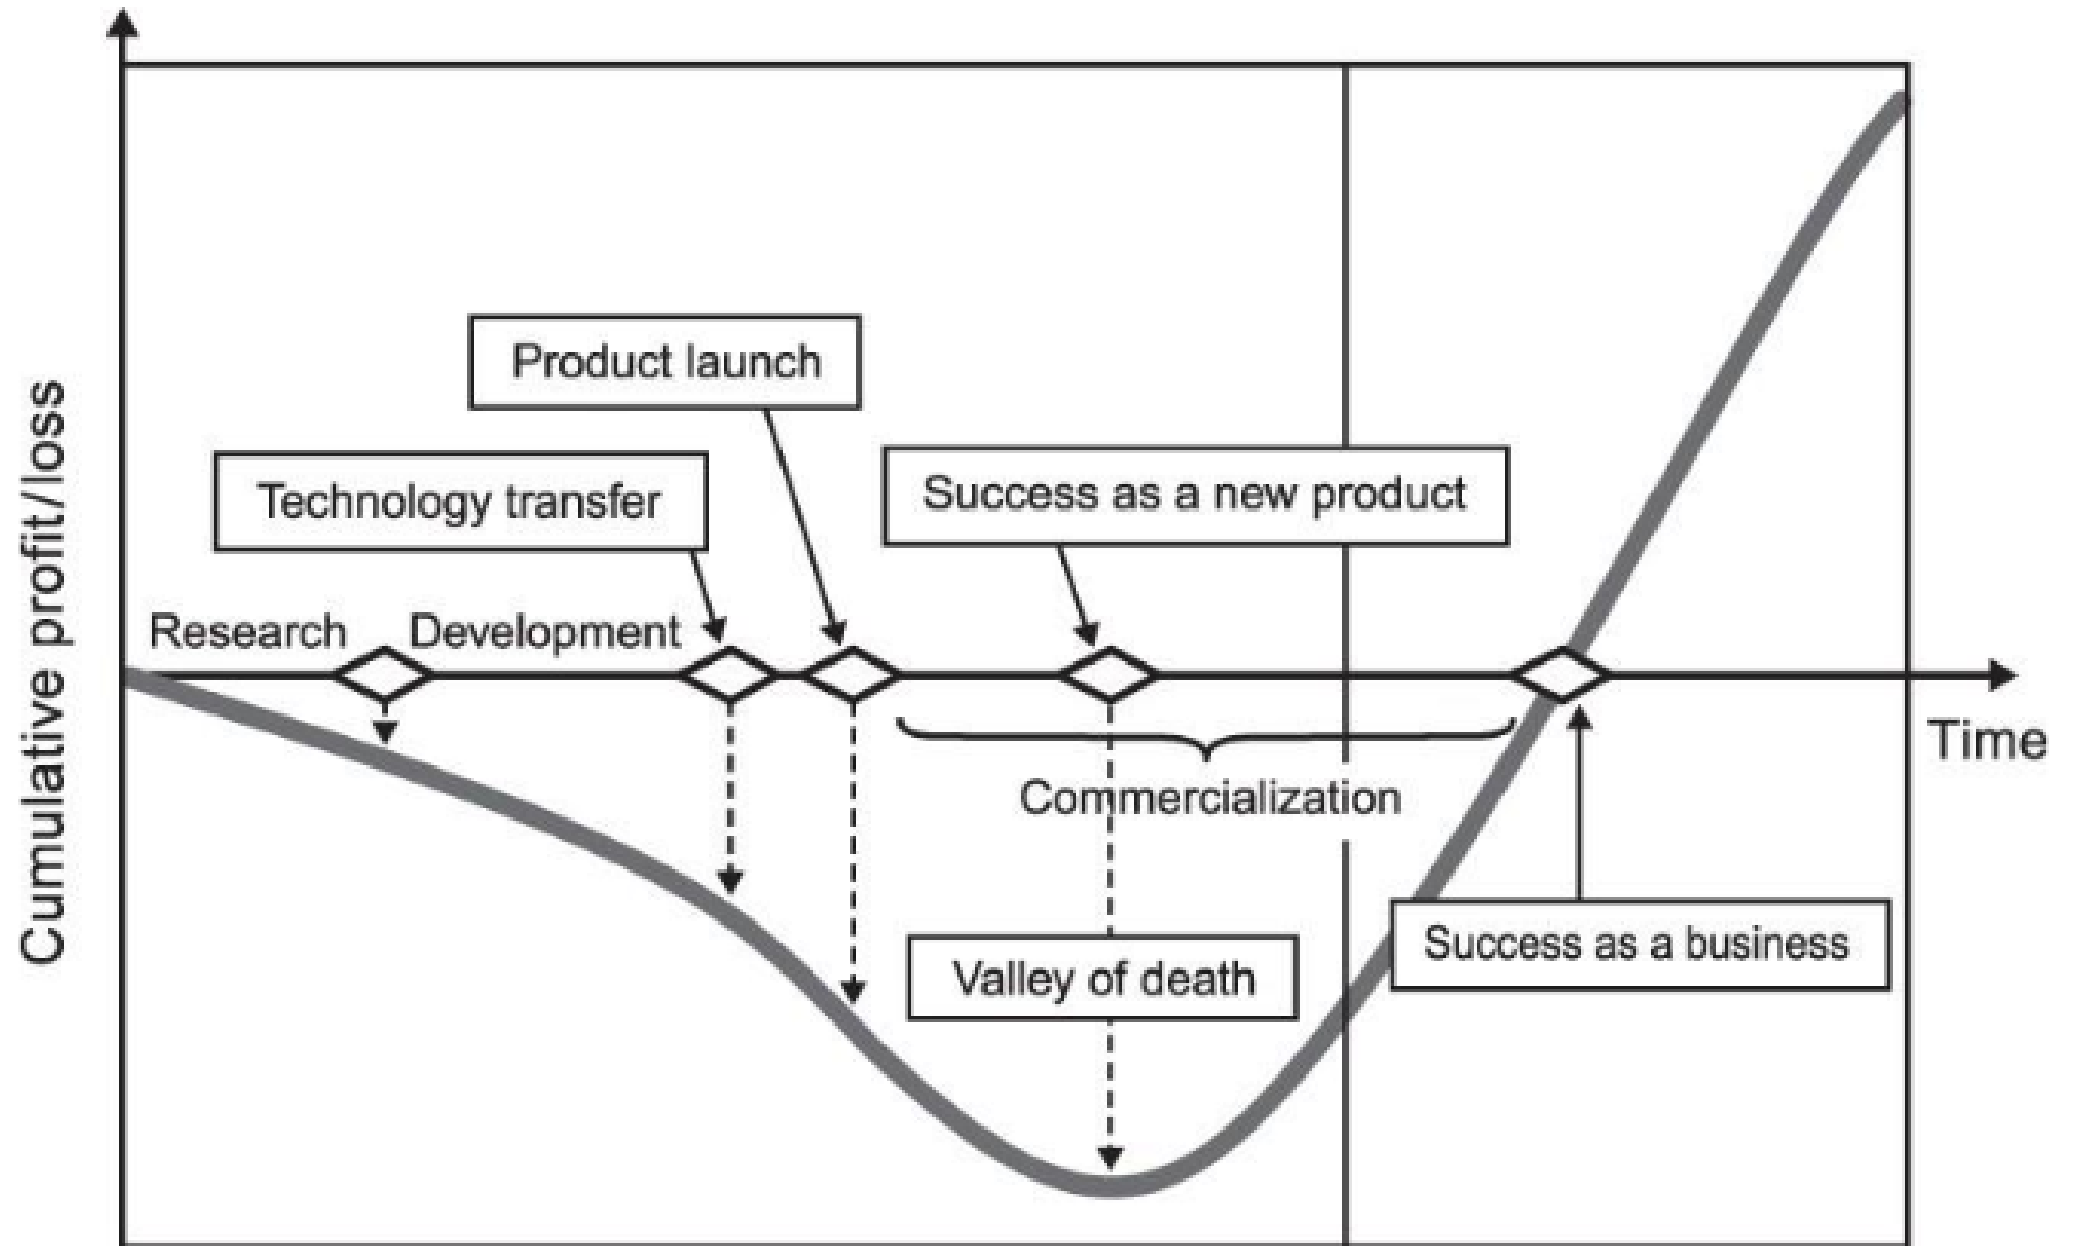 Product launch
Technology transfer
Success as a new product
Research
Development
Cumulative profit/loss
Time
Commercialization
Success as a business
Valley of death